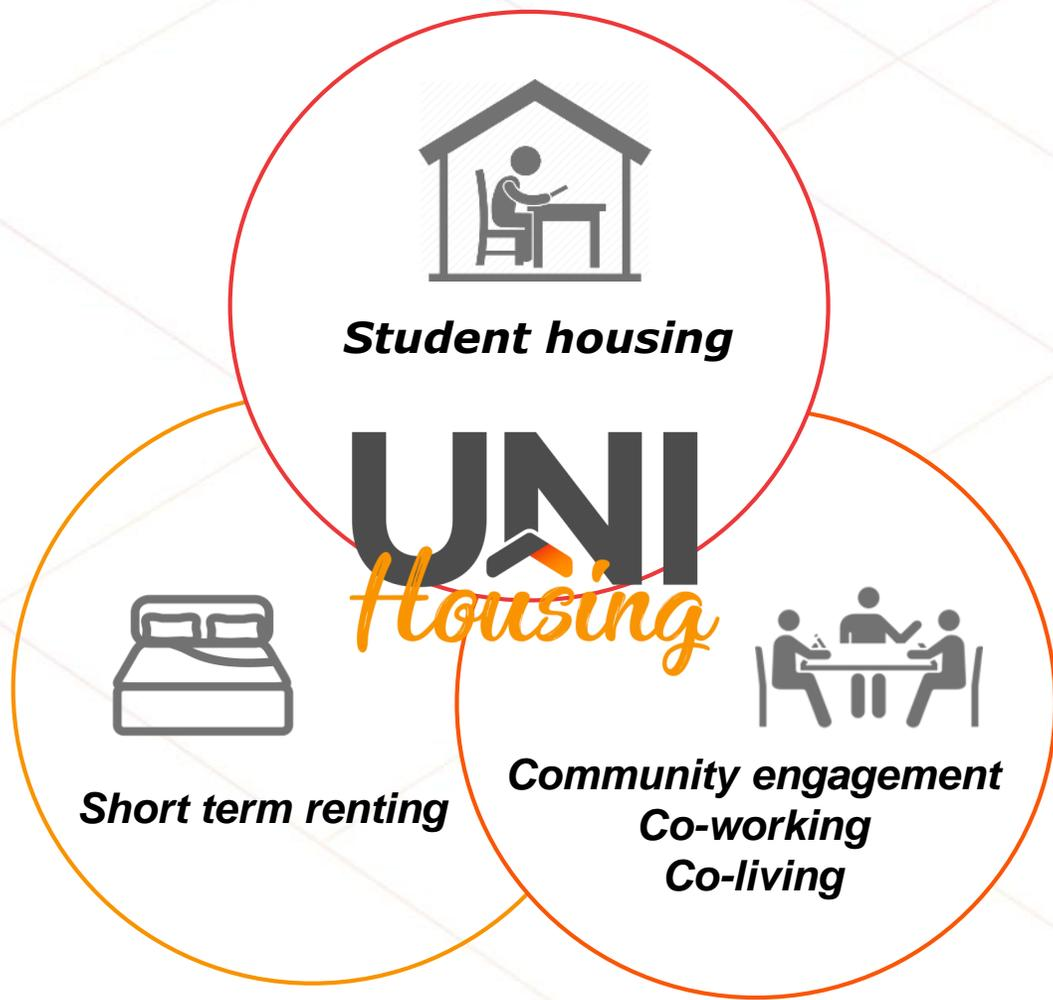 Student housing
UNI
Housing
Short term renting
Community engagement
Co-working
Co-living